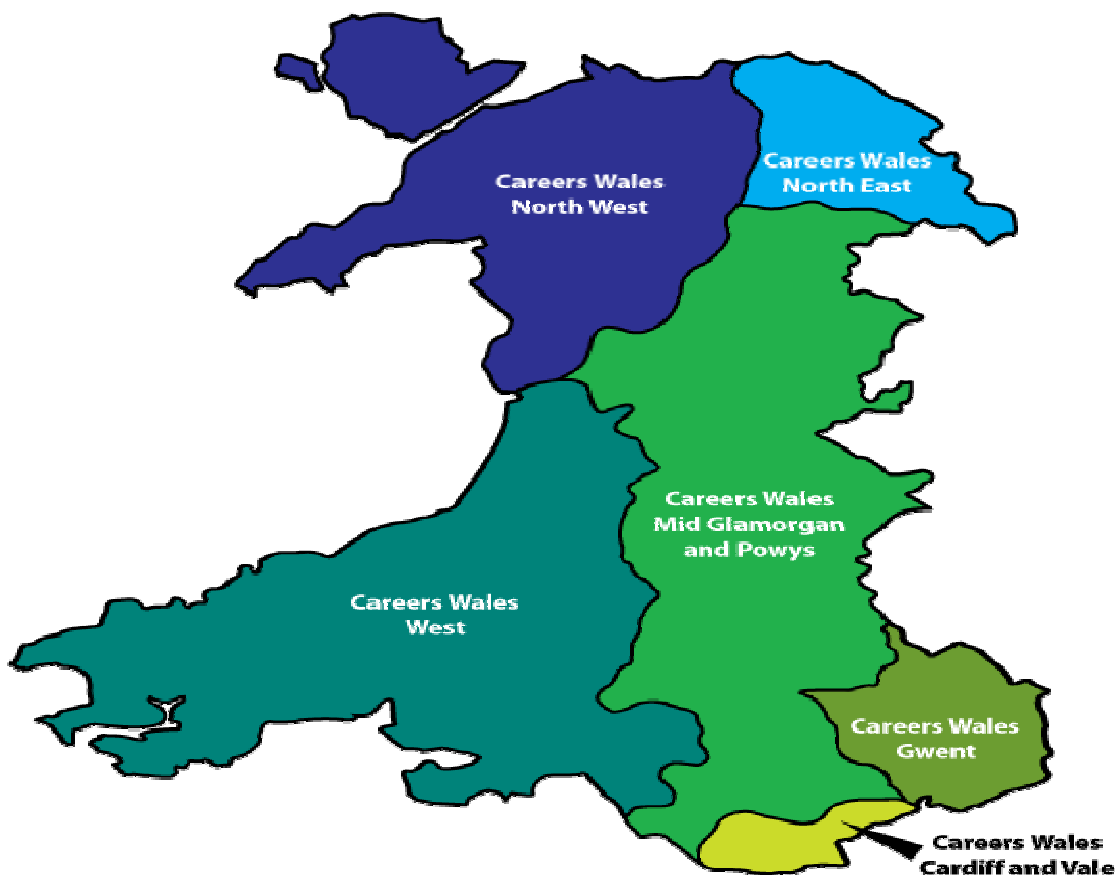 Careers Wales
North East
Careers Wales
North West
Careers Wales
Mid Glamorgan
and Powys
Careers Wales
West
Careers Wales
Gwent
Careers Wales
Cardiff and Vale